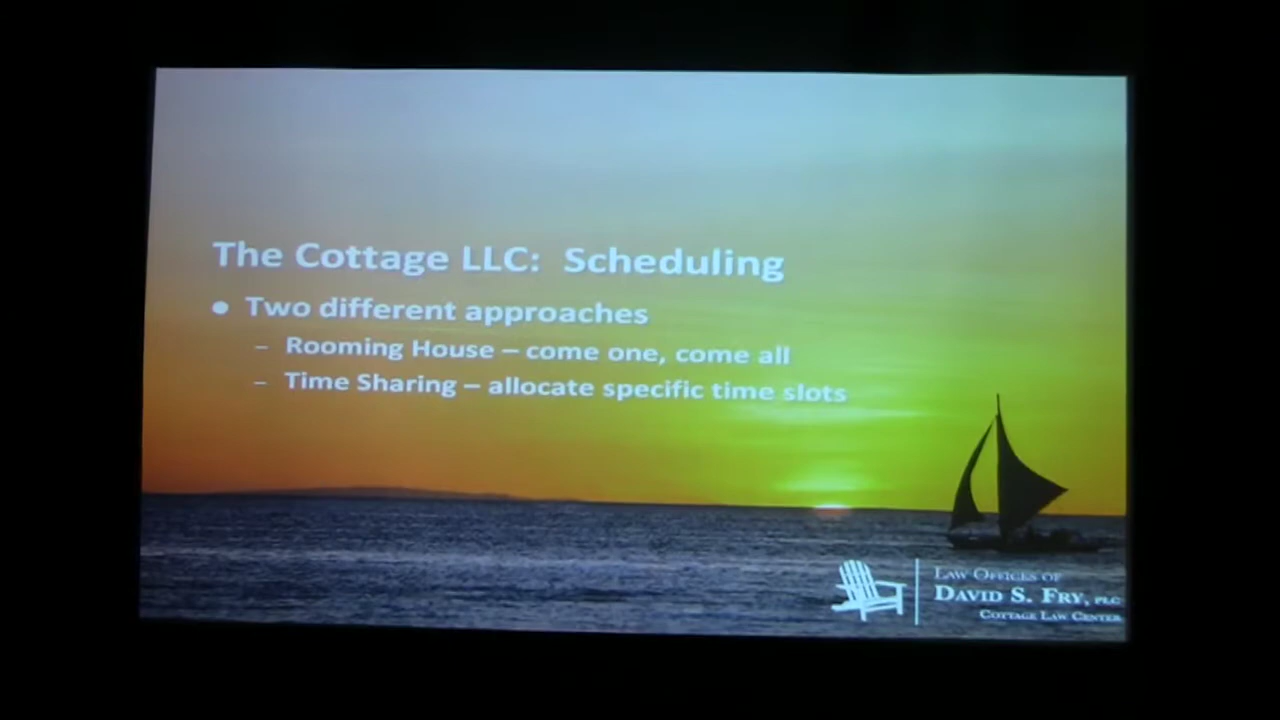 The Cottage LLC: Scheduling
● Two different approaches
– Rooming House – come one, come all
– Time Sharing – allocate specific time slots
LAW OFFICES OF
DAVID S. FRY, PLC
COTTAGE LAW CENTER